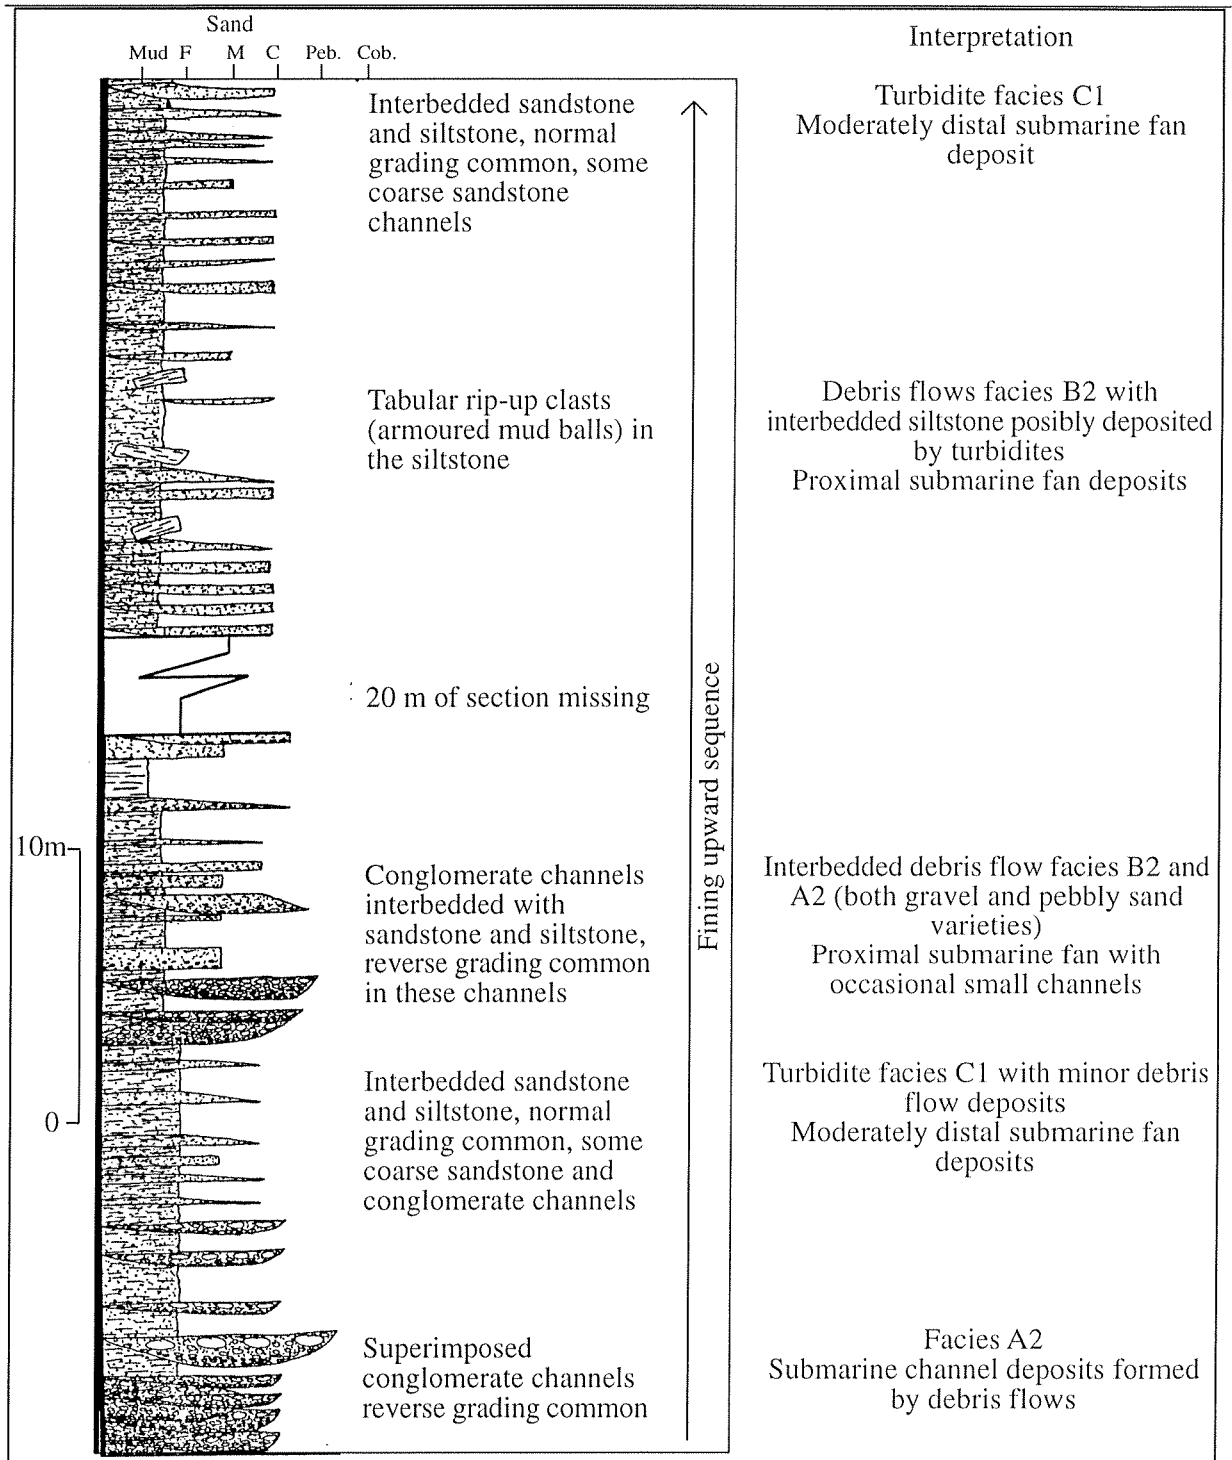 Sand
Mud F M C Peb. Cob.
Interpretation
Interbedded sandstone
and siltstone, normal
grading common, some
coarse sandstone
channels
Turbidite facies C1
Moderately distal submarine fan
deposit
Tabular rip-up clasts
(armoured mud balls) in
the siltstone
Debris flows facies B2 with
interbedded siltstone posibly deposited
by turbidites
Proximal submarine fan deposits
20 m of section missing
Fining upward sequence
10m
Conglomerate channels
interbedded with
sandstone and siltstone,
reverse grading common
in these channels
Interbedded debris flow facies B2 and
A2 (both gravel and pebbly sand
varieties)
Proximal submarine fan with
occasional small channels
0
Interbedded sandstone
and siltstone, normal
grading common, some
coarse sandstone and
conglomerate channels
Turbidite facies C1 with minor debris
flow deposits
Moderately distal submarine fan
deposits
Superimposed
conglomerate channels
reverse grading common
Facies A2
Submarine channel deposits formed
by debris flows